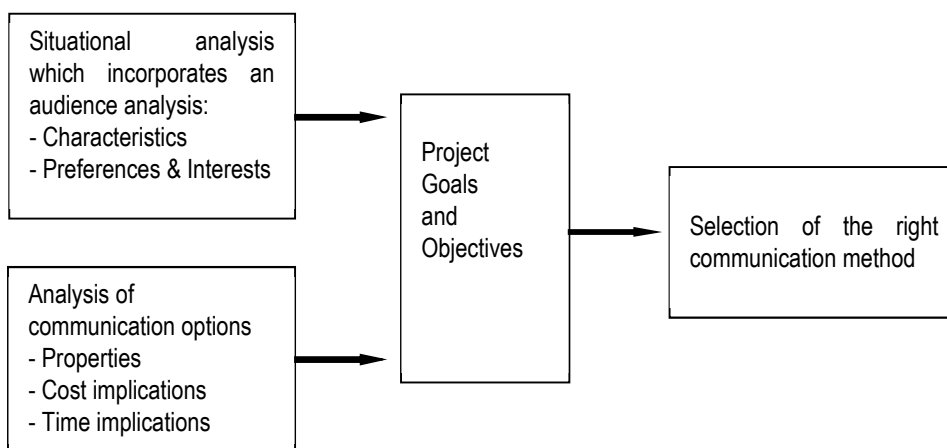 Situational analysis
which incorporates an
audience analysis:
- Characteristics
- Preferences & Interests
Analysis of
communication options
- Properties
- Cost implications
- Time implications
Project
Goals
and
Objectives
Selection of the right
communication method